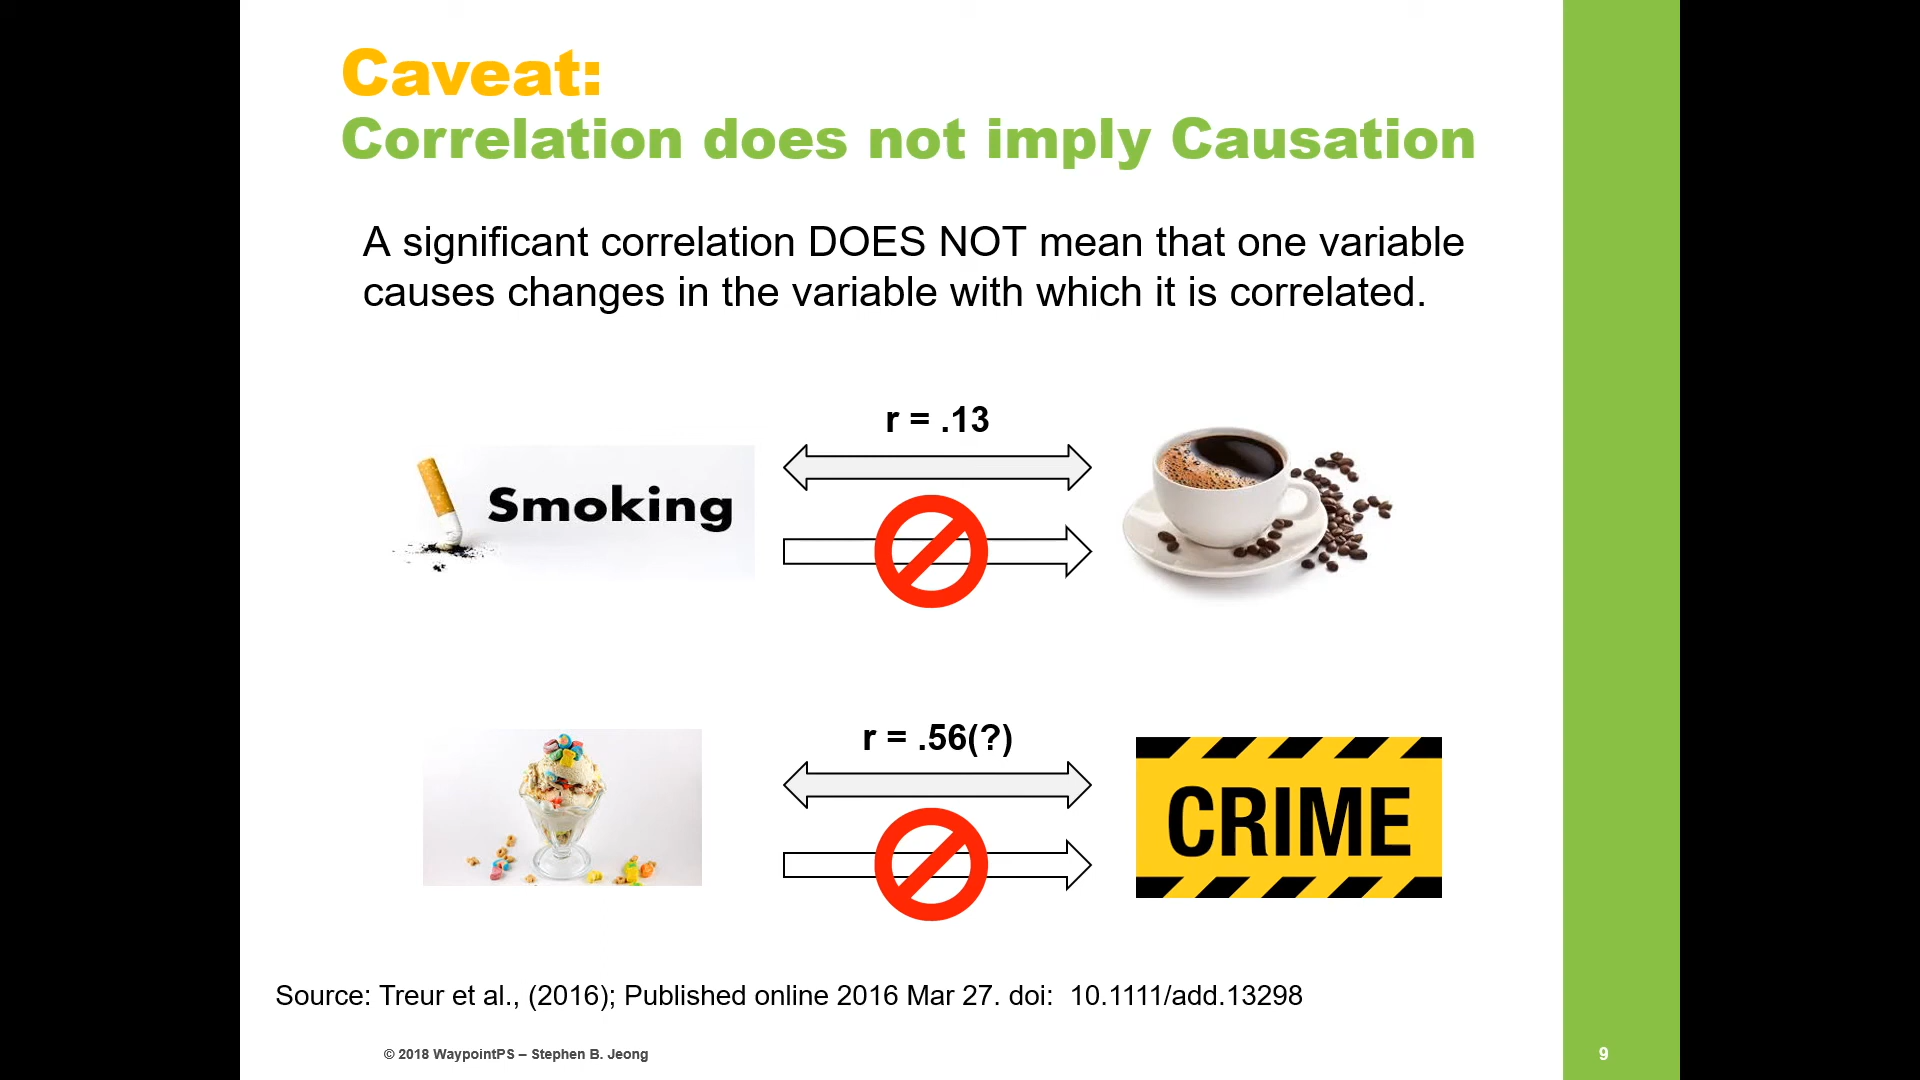 Caveat:
Correlation does not imply Causation
A significant correlation DOES NOT mean that one variable
causes changes in the variable with which it is correlated.
r = .13
Smoking
r = .56(?)
CRIME
Source: Treur et al., (2016); Published online 2016 Mar 27. doi:  10.1111/add.13298
© 2018 WaypointPS – Stephen B. Jeong
9